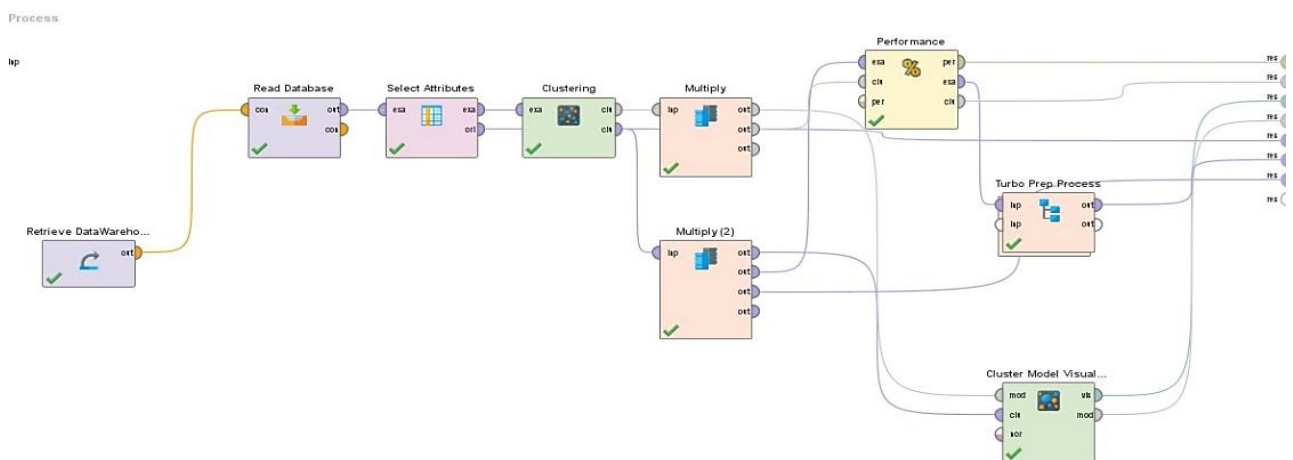 Process
Performance
inp
exa
per
res
clu
exa
res
per
clu
res
Read Database
Select Attributes
Clustering
Multiply
con
out
exa
exa
exa
clu
inp
out
res
con
ori
clu
out
res
out
res
Turbo Prep Process
res
inp
out
res
inp
out
Retrieve DataWareho...
Multiply (2)
out
inp
out
out
out
out
Cluster Model Visual...
mod
vis
clu
mod
nor